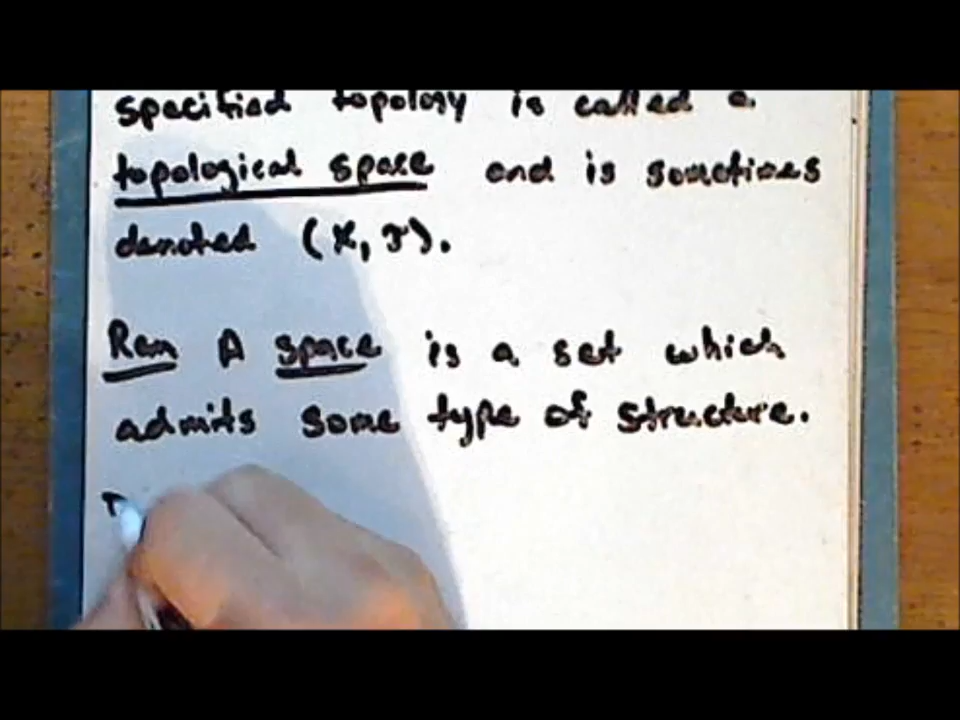 specified topology is called a
topological space and is sometimes
denoted (X, T).
Rem A space is a set which
admits some type of structure.